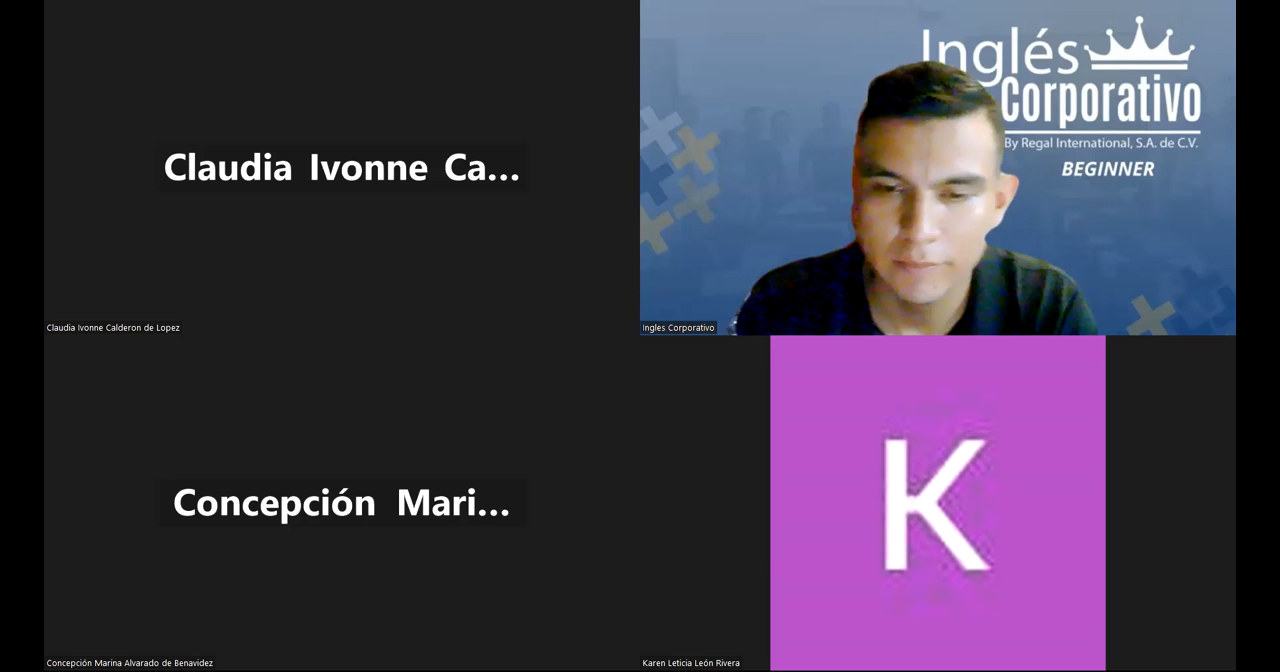 Claudia Ivonne Ca...
Claudia Ivonne Calderon de Lopez
Inglés
Corporativo
By Regal International, S.A. de C.V.
BEGINNER
Ingles Corporativo
Concepción Mari...
Concepción Marina Alvarado de Benavidez
K
Karen Leticia León Rivera